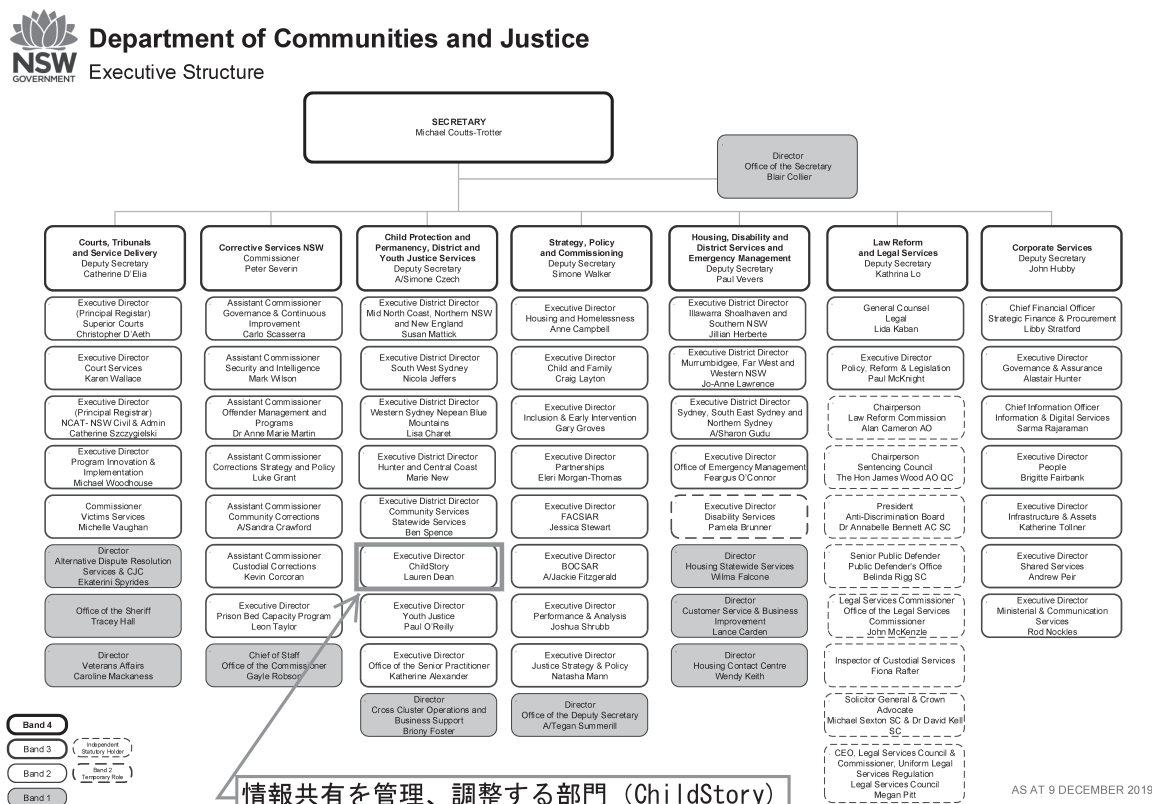 NSW
GOVERNMENT
Department of Communities and Justice
Executive Structure
SECRETARY
Michael Coutts-Trotter
Director
Office of the Secretary
Blair Collier
Courts, Tribunals
and Service Delivery
Deputy Secretary
Catherine D'Elia
Executive Director
(Principal Registrar)
Superior Courts
Christopher D'Aeth
Executive Director
Court Services
Karen Wallace
Executive Director
(Principal Registrar)
NCAT- NSW Civil & Admin
Catherine Szczygielski
Executive Director
Program Innovation &
Implementation
Michael Woodhouse
Commissioner
Victims Services
Michelle Vaughan
Director
Alternative Dispute Resolution
Services & CJC
Ekaterini Spyrides
Office of the Sheriff
Tracey Hall
Director
Veterans Affairs
Caroline Mackaness
Corrective Services NSW
Commissioner
Peter Severin
Assistant Commissioner
Governance & Continuous
Improvement
Carlo Scasserra
Assistant Commissioner
Security and Intelligence
Mark Wilson
Assistant Commissioner
Offender Management and
Programs
Dr Anne Marie Martin
Assistant Commissioner
Corrections Strategy and Policy
Luke Grant
Assistant Commissioner
Community Corrections
A/Sandra Crawford
Assistant Commissioner
Custodial Corrections
Kevin Corcoran
Executive Director
Prison Bed Capacity Program
Leon Taylor
Chief of Staff
Office of the Commissioner
Gayle Robson
Child Protection and
Permanency, District and
Youth Justice Services
Deputy Secretary
A/Simone Czech
Executive District Director
Mid North Coast, Northern NSW
and New England
Susan Mattick
Executive District Director
South West Sydney
Nicola Jeffers
Executive District Director
Western Sydney Nepean Blue
Mountains
Lisa Charet
Executive District Director
Hunter and Central Coast
Marie New
Executive District Director
Community Services
Statewide Services
Ben Spence
Executive Director
ChildStory
Lauren Dean
Executive Director
Youth Justice
Paul O'Reilly
Executive Director
Office of the Senior Practitioner
Katherine Alexander
Director
Cross Cluster Operations and
Business Support
Briony Foster
Strategy, Policy
and Commissioning
Deputy Secretary
Simone Walker
Executive Director
Housing and Homelessness
Anne Campbell
Executive Director
Child and Family
Craig Layton
Executive Director
Inclusion & Early Intervention
Gary Groves
Executive Director
Partnerships
Eleri Morgan-Thomas
Executive Director
FACSIAR
Jessica Stewart
Executive Director
BOCSAR
A/Jackie Fitzgerald
Executive Director
Performance & Analysis
Joshua Shrubb
Executive Director
Justice Strategy & Policy
Natasha Mann
Director
Office of the Deputy Secretary
A/Tegan Summerill
Housing, Disability and
District Services and
Emergency Management
Deputy Secretary
Paul Vevers
Executive District Director
Illawarra Shoalhaven and
Southern NSW
Jillian Herberte
Executive District Director
Murrumbidgee, Far West and
Western NSW
Jo-Anne Lawrence
Executive District Director
Sydney, South East Sydney and
Northern Sydney
A/Sharon Gudu
Executive Director
Office of Emergency Management
Feargus O'Connor
Executive Director
Disability Services
Pamela Brunner
Director
Housing Statewide Services
Wilma Falcone
Director
Customer Service & Business
Improvement
Lance Carden
Director
Housing Contact Centre
Wendy Keith
Law Reform
and Legal Services
Deputy Secretary
Kathrina Lo
General Counsel
Legal
Lida Kaban
Executive Director
Policy, Reform & Legislation
Paul McKnight
Chairperson
Law Reform Commission
Alan Cameron AO
Chairperson
Sentencing Council
The Hon James Wood AO QC
President
Anti-Discrimination Board
Dr Annabelle Bennett AC SC
Senior Public Defender
Public Defender's Office
Belinda Rigg SC
Legal Services Commissioner
Office of the Legal Services
Commissioner
John McKenzie
Inspector of Custodial Services
Fiona Rafter
Solicitor General & Crown
Advocate
Michael Sexton SC & Dr David Kell
SC
CEO, Legal Services Council &
Commissioner, Uniform Legal
Services Regulation
Legal Services Council
Megan Pitt
Corporate Services
Deputy Secretary
John Hubby
Chief Financial Officer
Strategic Finance & Procurement
Libby Stratford
Executive Director
Governance & Assurance
Alastair Hunter
Chief Information Officer
Information & Digital Services
Sarma Rajaraman
Executive Director
People
Brigitte Fairbank
Executive Director
Infrastructure & Assets
Katherine Tollner
Executive Director
Shared Services
Andrew Peir
Executive Director
Ministerial & Communication
Services
Rod Nockles
Band 4
Band 3
Independent
Statutory Holder
Band 2
Band 2
Temporary Role
Band 1
情報共有を管理、調整する部門（ChildStory）
AS AT 9 DECEMBER 2019